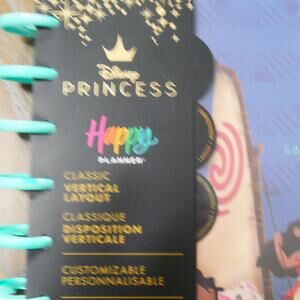 Disney
PRINCESS
Happy
PLANNER
CLASSIC
VERTICAL
LAYOUT
CLASSIQUE
DISPOSITION
VERTICALE
CUSTOMIZABLE
PERSONNALISABLE